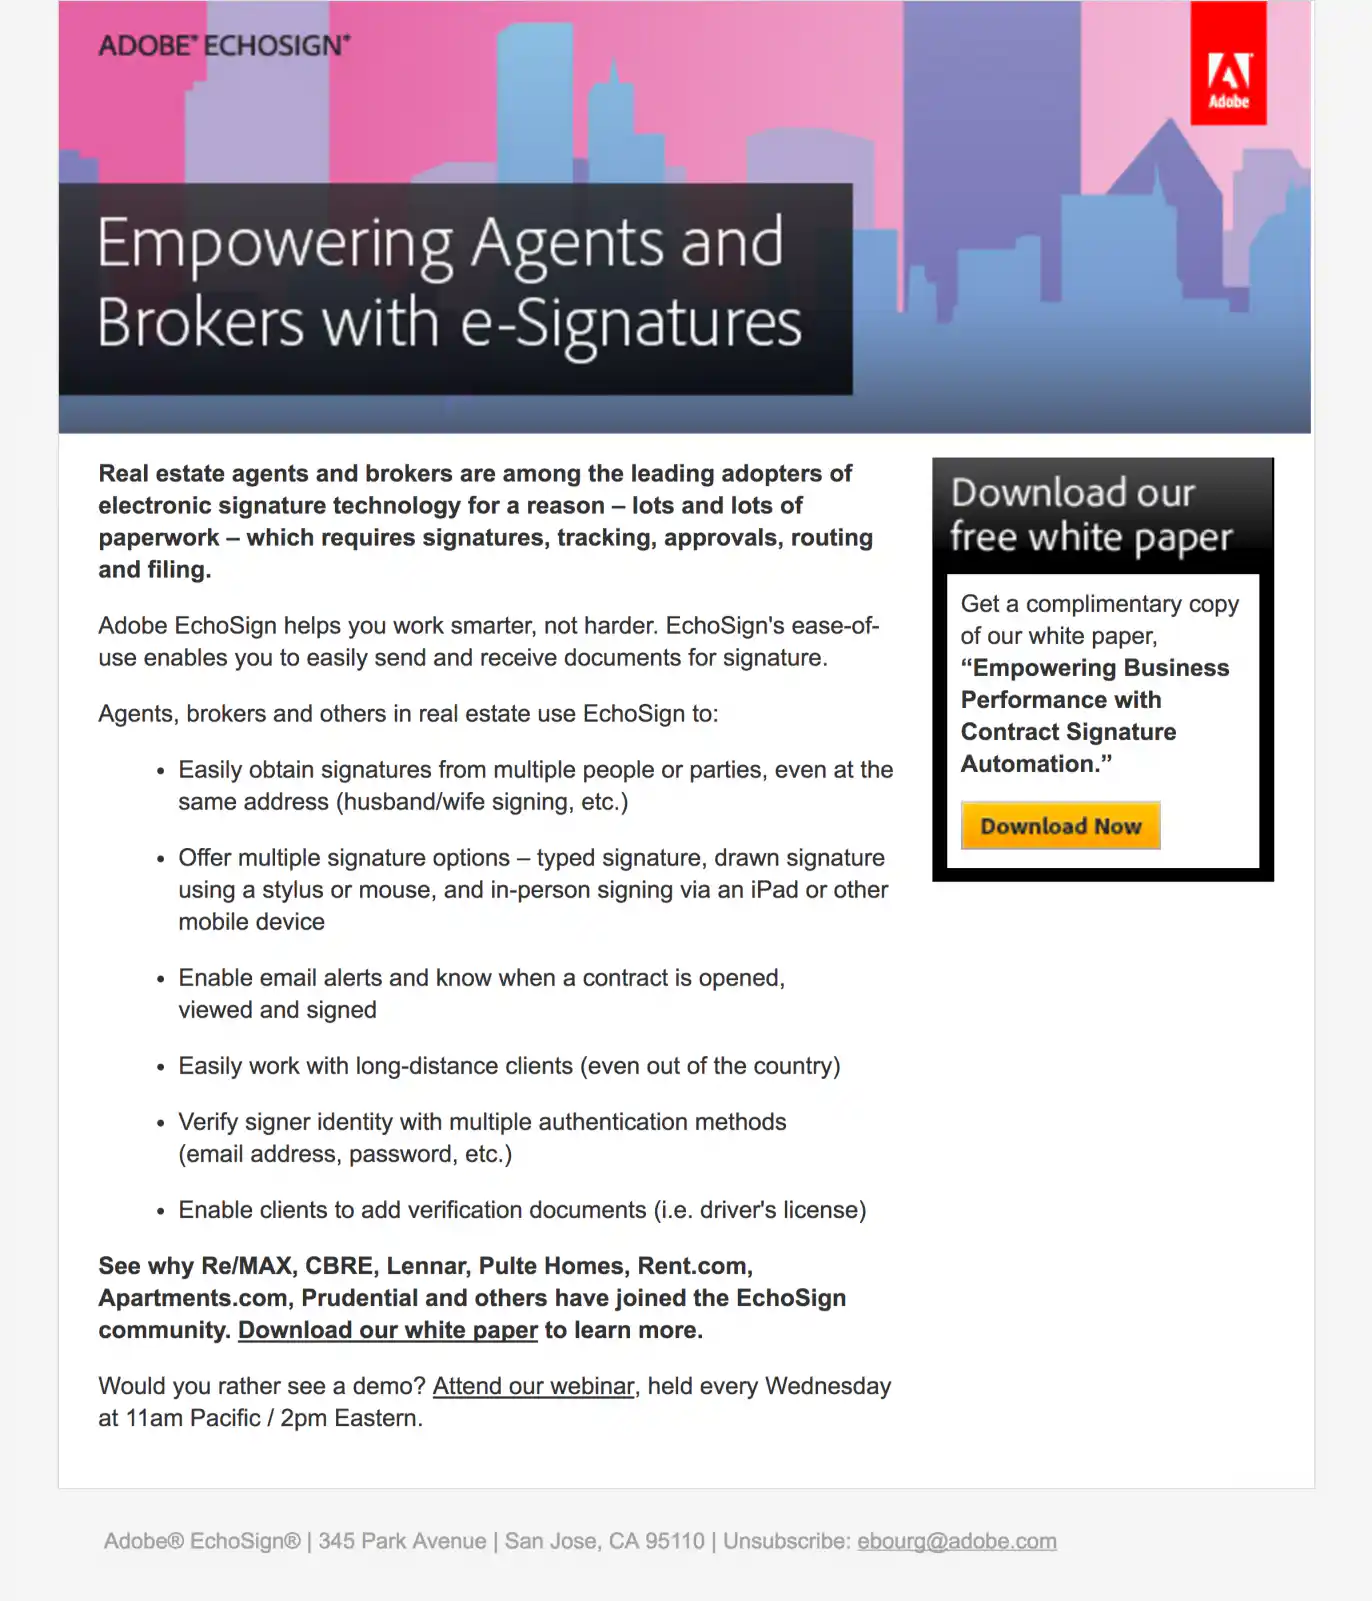 ADOBE® ECHOSIGN®
Adobe
Empowering Agents and
Brokers with e-Signatures
Real estate agents and brokers are among the leading adopters of
electronic signature technology for a reason – lots and lots of
paperwork – which requires signatures, tracking, approvals, routing
and filing.
Adobe EchoSign helps you work smarter, not harder. EchoSign's ease-of-
use enables you to easily send and receive documents for signature.
Agents, brokers and others in real estate use EchoSign to:
• Easily obtain signatures from multiple people or parties, even at the
same address (husband/wife signing, etc.)
• Offer multiple signature options – typed signature, drawn signature
using a stylus or mouse, and in-person signing via an iPad or other
mobile device
• Enable email alerts and know when a contract is opened,
viewed and signed
• Easily work with long-distance clients (even out of the country)
• Verify signer identity with multiple authentication methods
(email address, password, etc.)
• Enable clients to add verification documents (i.e. driver's license)
See why Re/MAX, CBRE, Lennar, Pulte Homes, Rent.com,
Apartments.com, Prudential and others have joined the EchoSign
community. Download our white paper to learn more.
Would you rather see a demo? Attend our webinar, held every Wednesday
at 11am Pacific / 2pm Eastern.
Download our
free white paper
Get a complimentary copy
of our white paper,
“Empowering Business
Performance with
Contract Signature
Automation.”
Download Now
Adobe® EchoSign® | 345 Park Avenue | San Jose, CA 95110 | Unsubscribe: ebourg@adobe.com